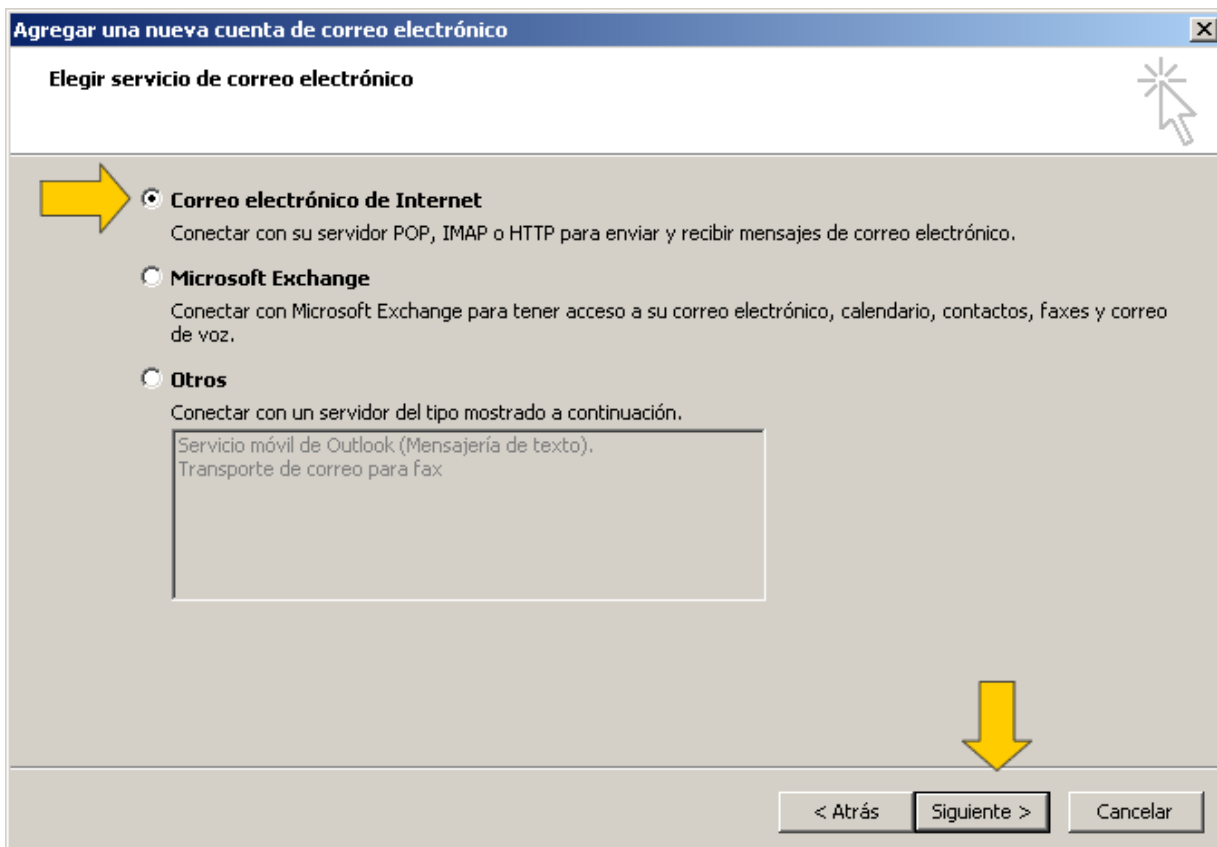 Agregar una nueva cuenta de correo electrónico
Elegir servicio de correo electrónico
Correo electrónico de Internet
Conectar con su servidor POP, IMAP o HTTP para enviar y recibir mensajes de correo electrónico.
Microsoft Exchange
Conectar con Microsoft Exchange para tener acceso a su correo electrónico, calendario, contactos, faxes y correo
de voz.
Otros
Conectar con un servidor del tipo mostrado a continuación.
Servicio móvil de Outlook (Mensajería de texto).
Transporte de correo para fax
< Atrás
Siguiente >
Cancelar